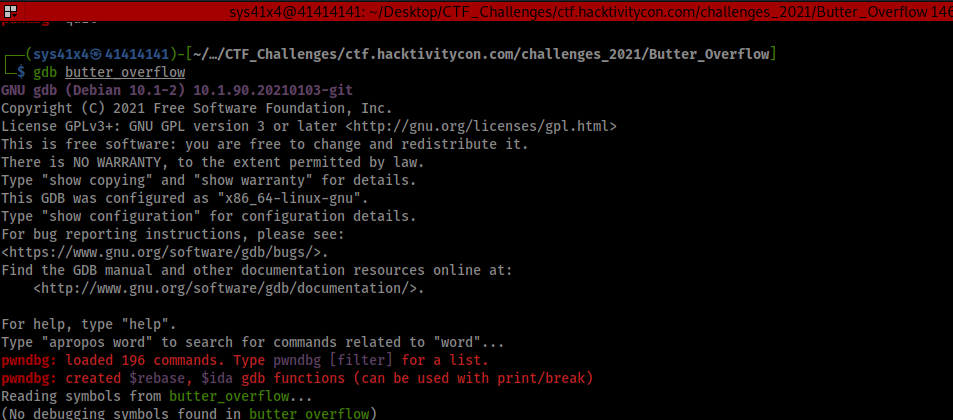 sys41x4@41414141: ~/Desktop/CTF_Challenges/ctf.hacktivitycon.com/challenges_2021/Butter_Overflow 146
┌──(sys41x4㉿41414141)-[~/…/CTF_Challenges/ctf.hacktivitycon.com/challenges_2021/Butter_Overflow]
└─$ gdb butter_overflow
GNU gdb (Debian 10.1-2) 10.1.90.20210103-git
Copyright (C) 2021 Free Software Foundation, Inc.
License GPLv3+: GNU GPL version 3 or later <http://gnu.org/licenses/gpl.html>
This is free software: you are free to change and redistribute it.
There is NO WARRANTY, to the extent permitted by law.
Type "show copying" and "show warranty" for details.
This GDB was configured as "x86_64-linux-gnu".
Type "show configuration" for configuration details.
For bug reporting instructions, please see:
<https://www.gnu.org/software/gdb/bugs/>.
Find the GDB manual and other documentation resources online at:
    <http://www.gnu.org/software/gdb/documentation/>.
For help, type "help".
Type "apropos word" to search for commands related to "word"...
pwndbg: loaded 196 commands. Type pwndbg [filter] for a list.
pwndbg: created $rebase, $ida gdb functions (can be used with print/break)
Reading symbols from butter_overflow...
(No debugging symbols found in butter_overflow)